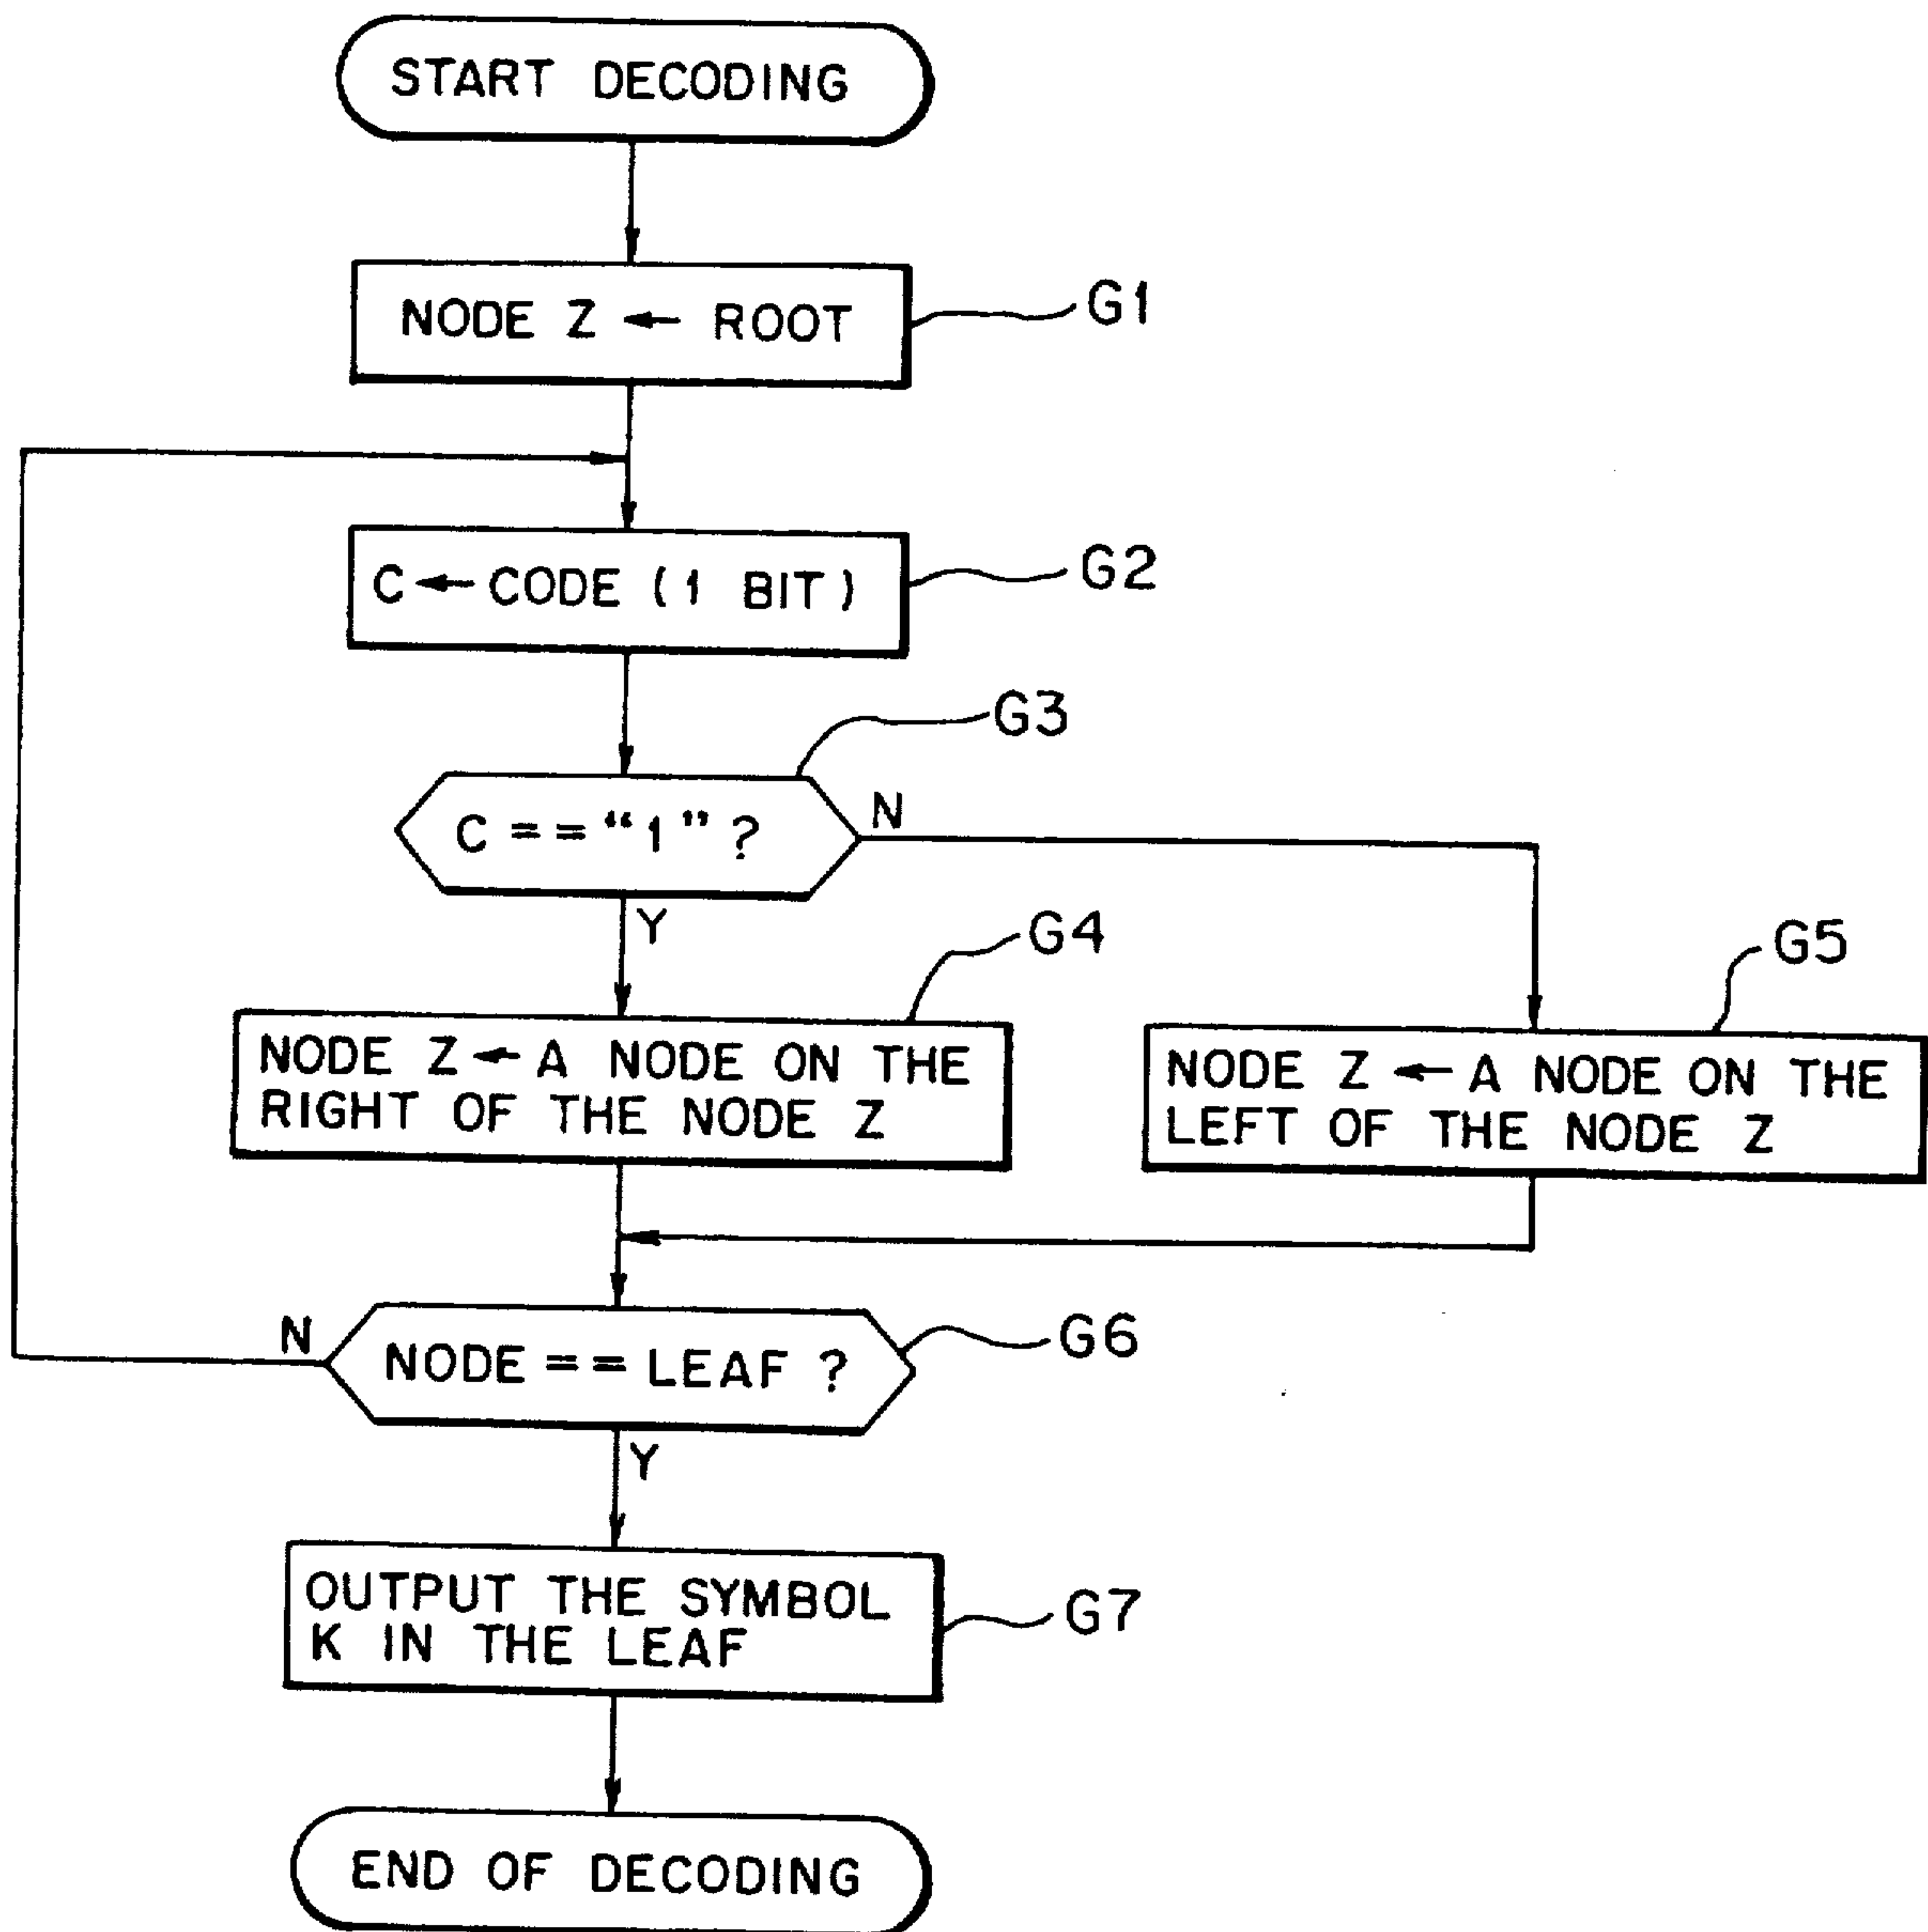 START DECODING
NODE Z ← ROOT
G1
C ← CODE (1 BIT)
G2
G3
C == “1” ?
N
Y
G4
G5
NODE Z ← A NODE ON THE
RIGHT OF THE NODE Z
NODE Z ← A NODE ON THE
LEFT OF THE NODE Z
N
NODE == LEAF ?
G6
Y
OUTPUT THE SYMBOL
K IN THE LEAF
G7
END OF DECODING